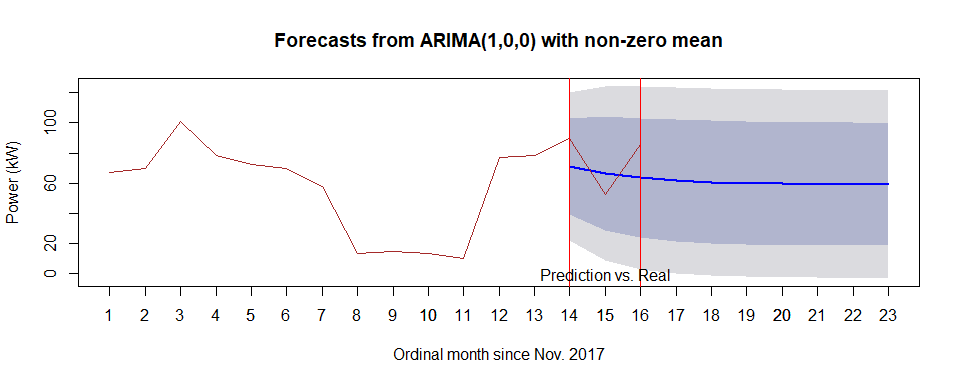 Forecasts from ARIMA(1,0,0) with non-zero mean
Power (kW)
100
60
20
0
Prediction vs. Real
1 2 3 4 5 6 7 8 9 10 11 12 13 14 15 16 17 18 19 20 21 22 23
Ordinal month since Nov. 2017